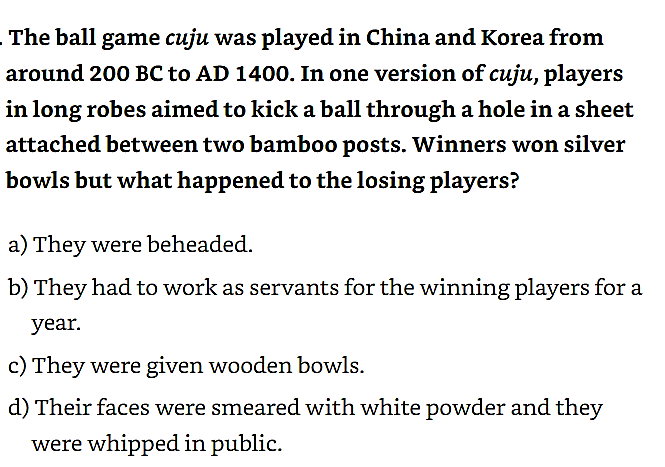 . The ball game cuju was played in China and Korea from
around 200 BC to AD 1400. In one version of cuju, players
in long robes aimed to kick a ball through a hole in a sheet
attached between two bamboo posts. Winners won silver
bowls but what happened to the losing players?
a) They were beheaded.
b) They had to work as servants for the winning players for a
year.
c) They were given wooden bowls.
d) Their faces were smeared with white powder and they
were whipped in public.